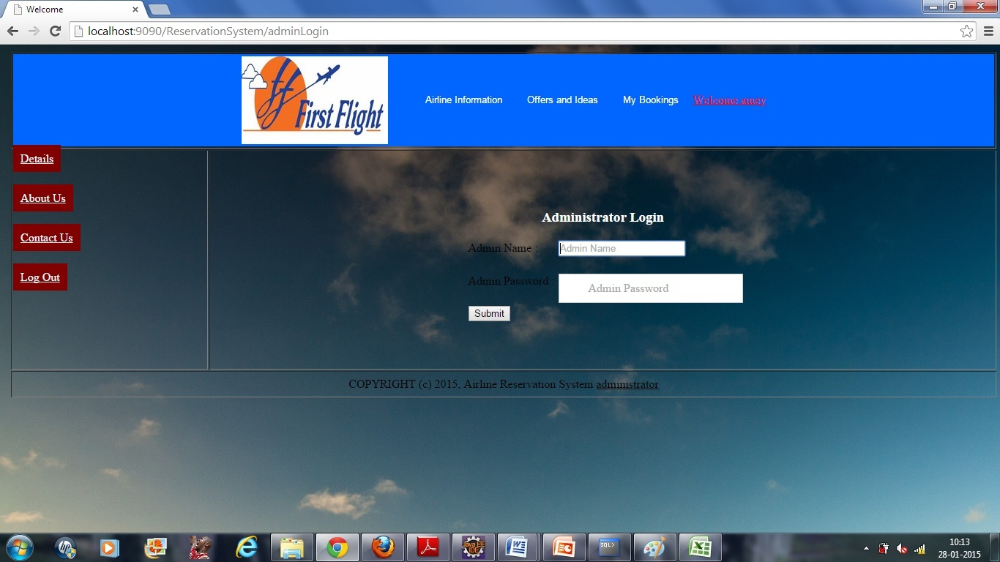 Welcome
localhost:9090/ReservationSystem/adminLogin
First Flight
Airline Information Offers and Ideas My Bookings Welcome amey
Details
About Us
Contact Us
Log Out
Administrator Login
Admin Name : Admin Name
Admin Password : Admin Password
Submit
COPYRIGHT (c) 2015, Airline Reservation System administrator
hp
Java EE
IDE
SQL>
10:13
28-01-2015